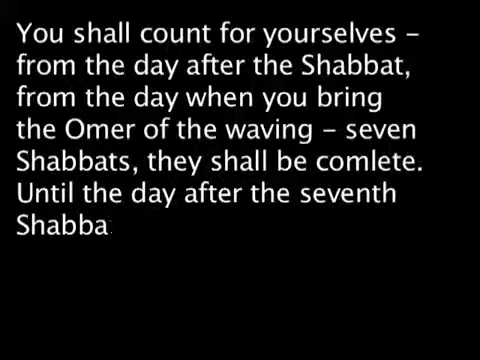 You shall count for yourselves –
from the day after the Shabbat,
from the day when you bring
the Omer of the waving – seven
Shabbats, they shall be comlete.
Until the day after the seventh
Shabba